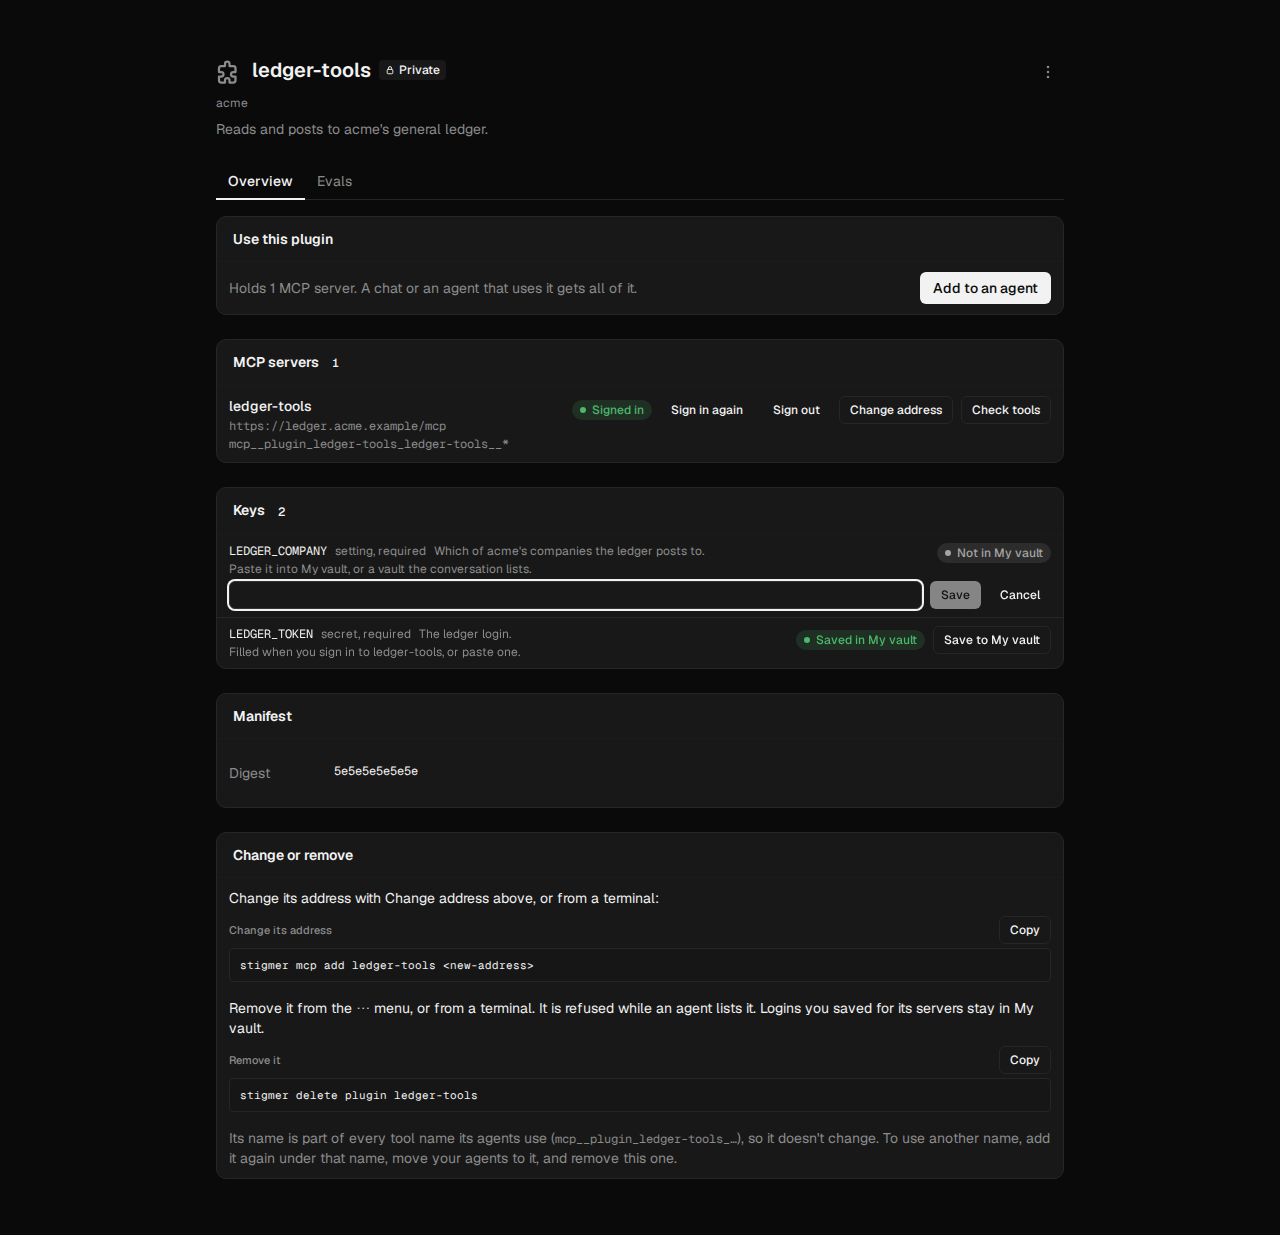 ledger-tools Private
acme
Reads and posts to acme's general ledger.
Overview Evals
Use this plugin
Holds 1 MCP server. A chat or an agent that uses it gets all of it. Add to an agent
MCP servers 1
ledger-tools Signed in Sign in again Sign out Change address Check tools
https://ledger.acme.example/mcp
mcp__plugin_ledger-tools_ledger-tools__*
Keys 2
LEDGER_COMPANY setting, required Which of acme's companies the ledger posts to. Not in My vault
Paste it into My vault, or a vault the conversation lists.
Save Cancel
LEDGER_TOKEN secret, required The ledger login. Saved in My vault Save to My vault
Filled when you sign in to ledger-tools, or paste one.
Manifest
Digest 5e5e5e5e5e5e
Change or remove
Change its address with Change address above, or from a terminal:
Change its address Copy
stigmer mcp add ledger-tools <new-address>
Remove it from the ··· menu, or from a terminal. It is refused while an agent lists it. Logins you saved for its servers stay in My
vault.
Remove it Copy
stigmer delete plugin ledger-tools
Its name is part of every tool name its agents use (mcp__plugin_ledger-tools_…), so it doesn't change. To use another name, add
it again under that name, move your agents to it, and remove this one.